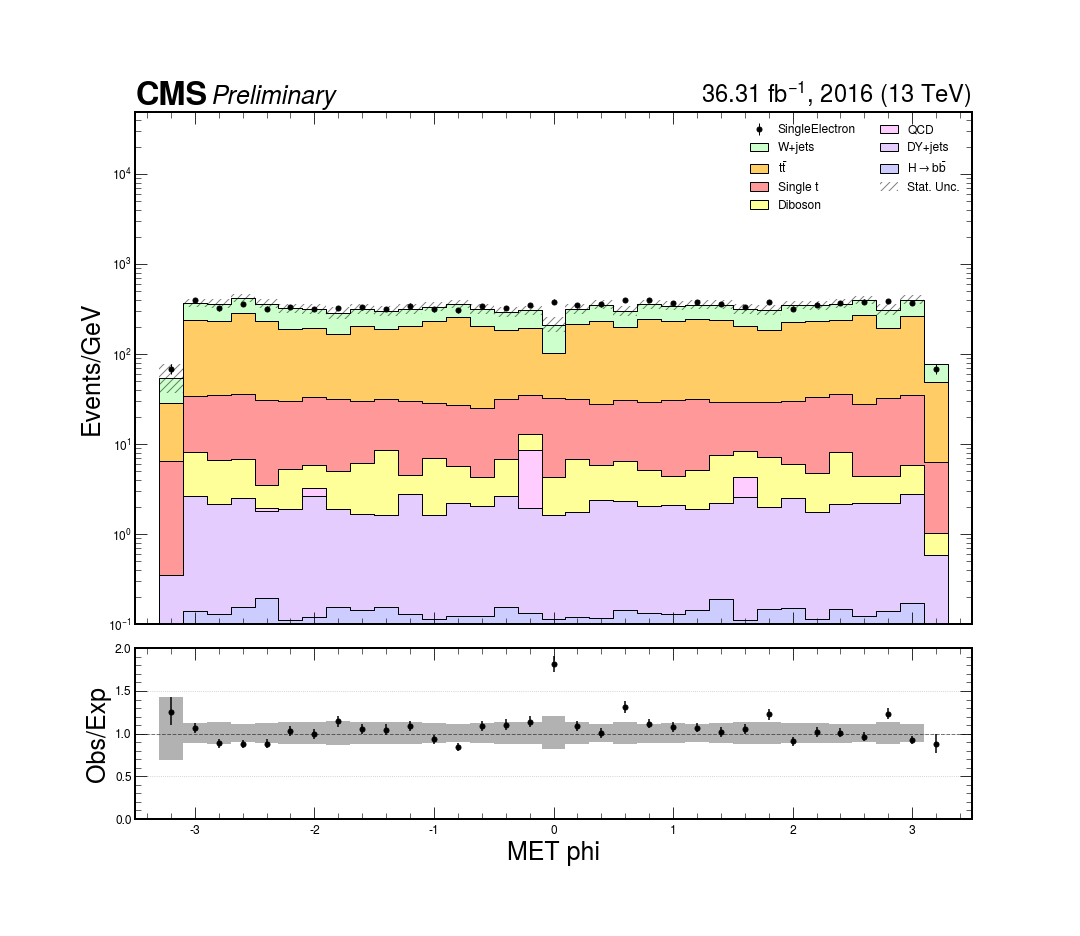 CMS Preliminary 36.31 fb⁻¹, 2016 (13 TeV)
SingleElectron QCD
W+jets DY+jets
tt̄ H→bb̄
Single t Stat. Unc.
Diboson
Events/GeV
10⁴
10³
10²
10¹
10⁰
10⁻¹
Obs/Exp
2.0
1.5
1.0
0.5
0.0
-3 -2 -1 0 1 2 3
MET phi